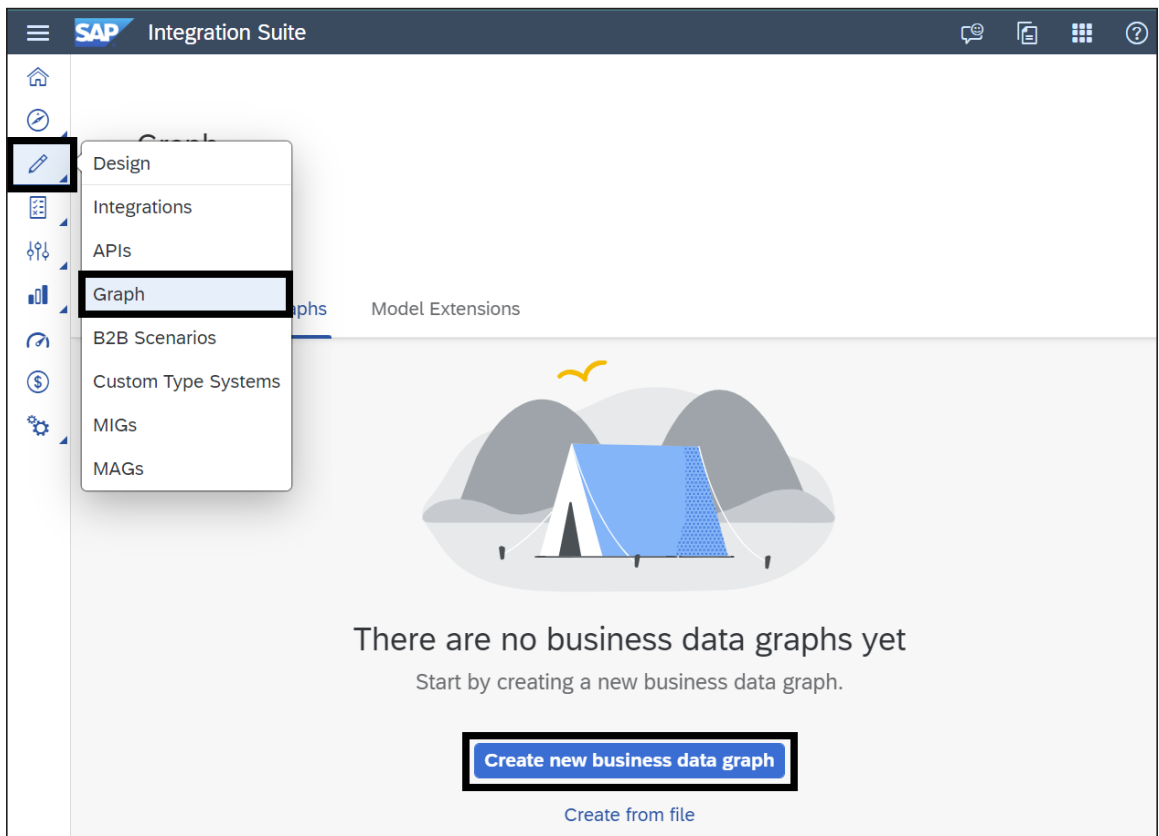 SAP Integration Suite
Design
Integrations
APIs
Graph
B2B Scenarios
Custom Type Systems
MIGs
MAGs
phs
Model Extensions
There are no business data graphs yet
Start by creating a new business data graph.
Create new business data graph
Create from file